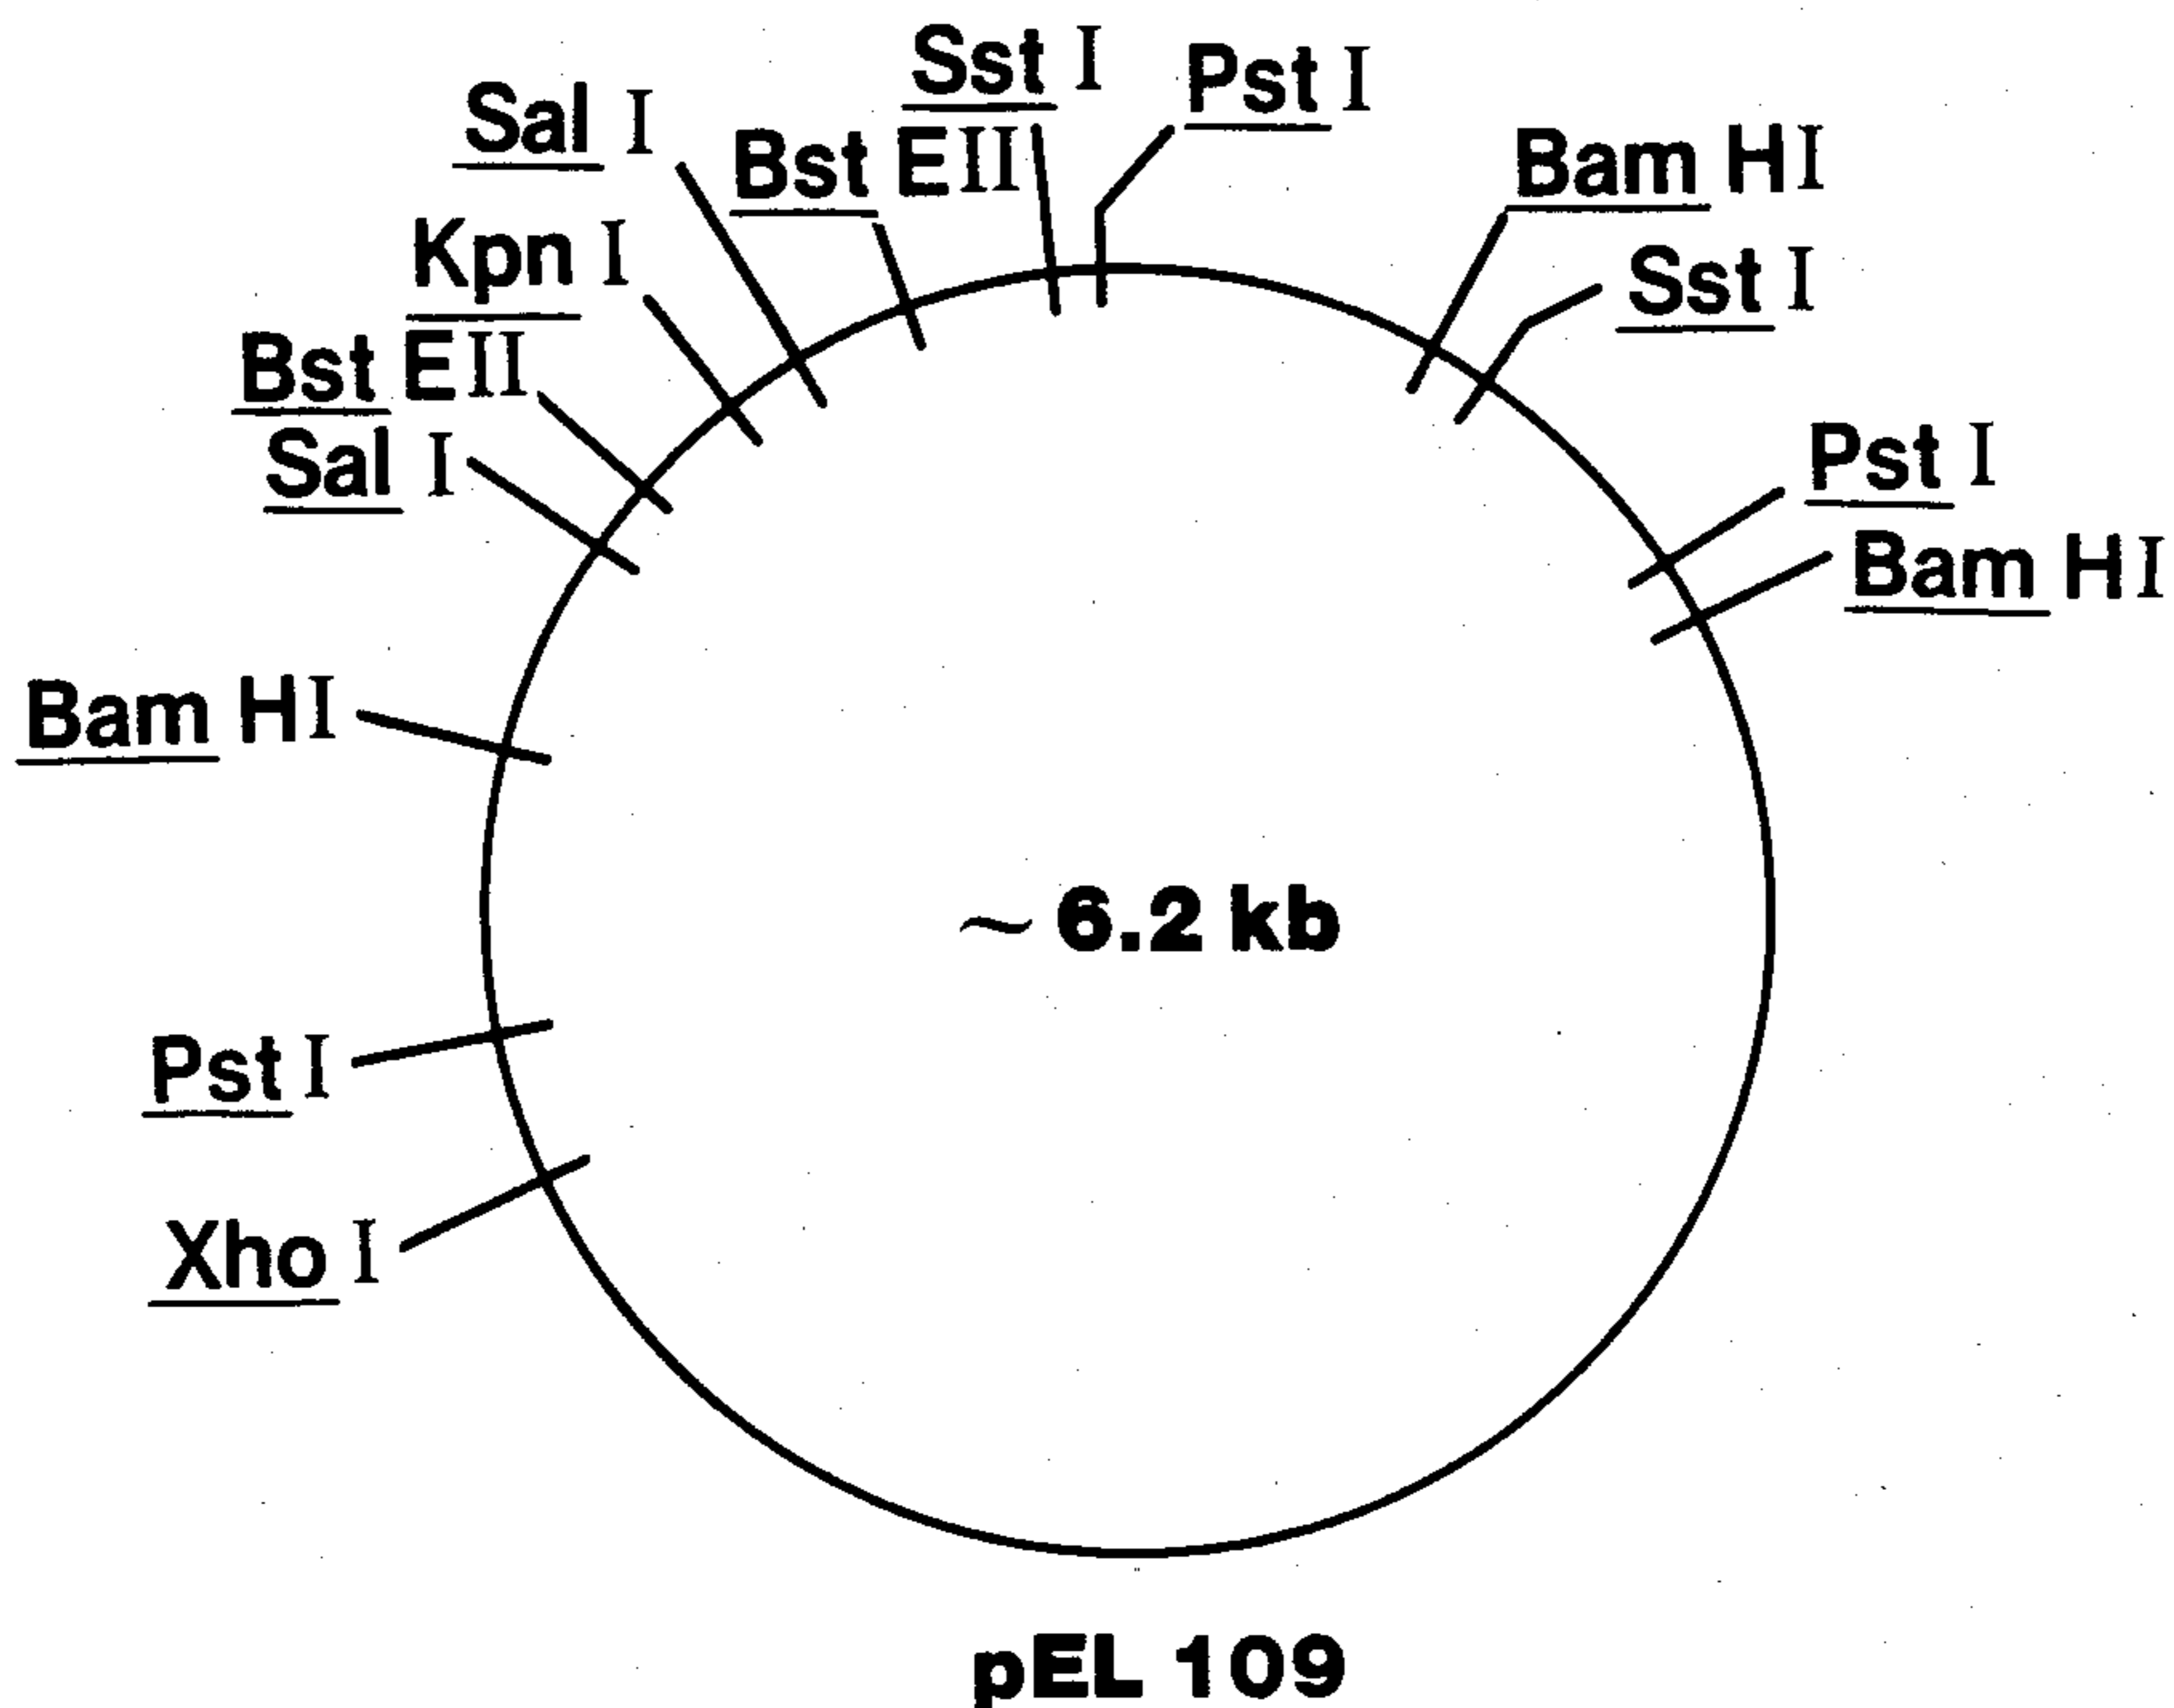 Sst I
Pst I
Sal I
Bst EII
Bam HI
Kpn I
Sst I
Bst EII
Sal I
Pst I
Bam HI
Bam HI
~ 6.2 kb
Pst I
Xho I
pEL 109